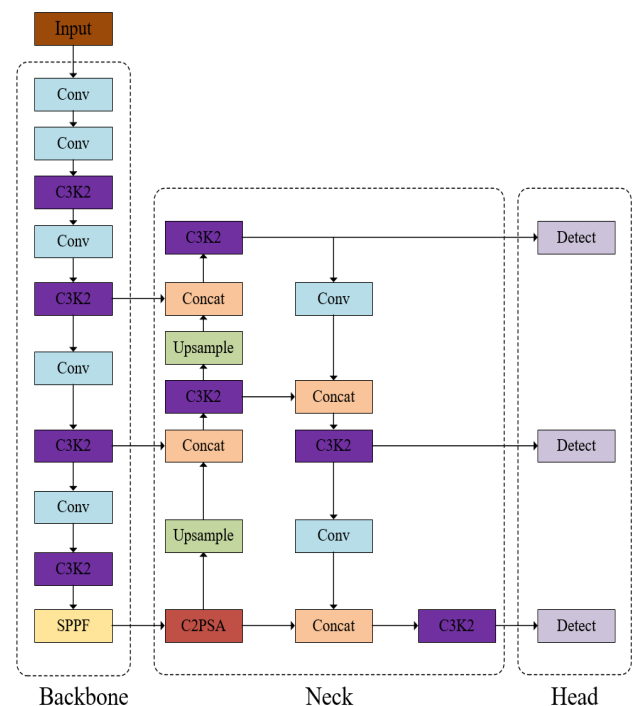 Input
Conv
Conv
C3K2
Conv
C3K2
Conv
C3K2
Conv
C3K2
SPPF
Backbone
C3K2
Concat
Upsample
C3K2
Concat
Upsample
C2PSA
Conv
Concat
C3K2
Conv
Concat
C3K2
Neck
Detect
Detect
Detect
Head